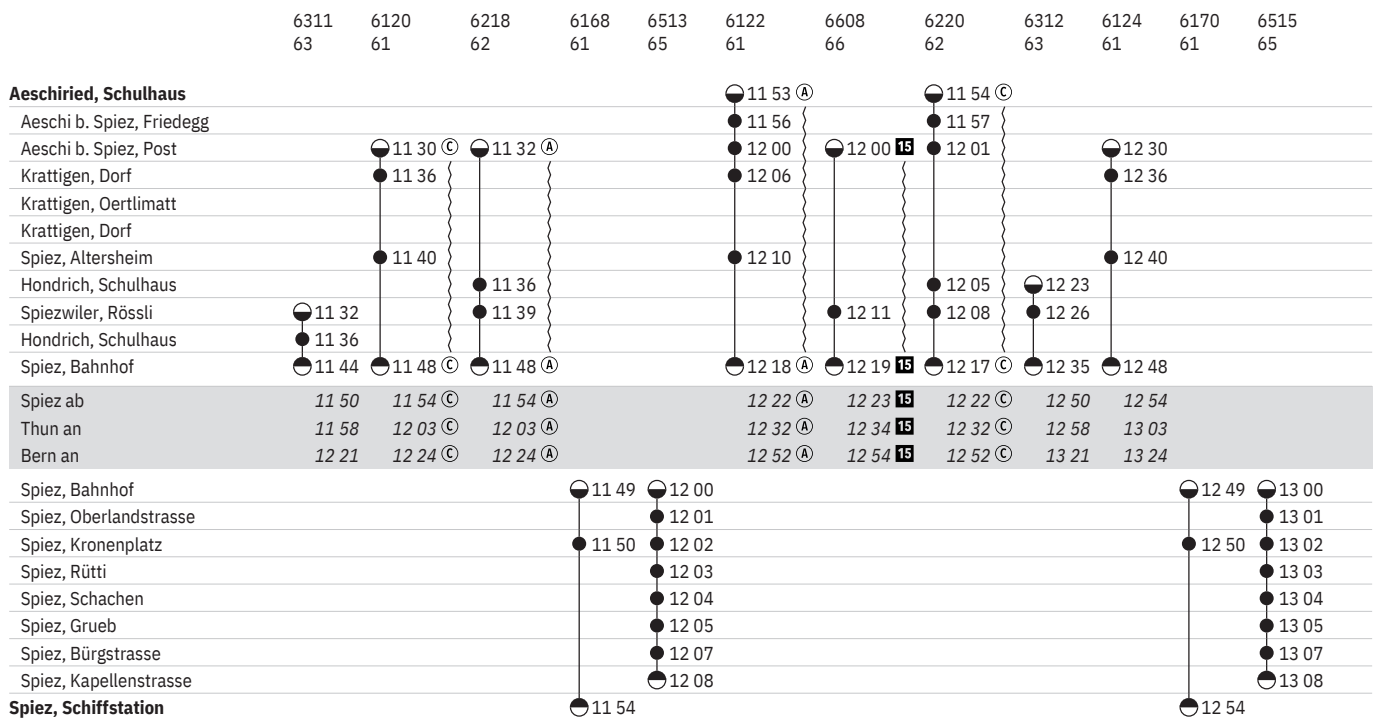 6311 6120 6218 6168 6513 6122 6608 6220 6312 6124 6170 6515
63 61 62 61 65 61 66 62 63 61 61 65
Aeschiried, Schulhaus 11 53 Ⓐ 11 54 Ⓒ
Aeschi b. Spiez, Friedegg 11 56 11 57
Aeschi b. Spiez, Post 11 30 Ⓒ 11 32 Ⓐ 12 00 12 00 15 12 01 12 30
Krattigen, Dorf 11 36 12 06 12 36
Krattigen, Oertlimatt
Krattigen, Dorf
Spiez, Altersheim 11 40 12 10 12 40
Hondrich, Schulhaus 11 36 12 05 12 23
Spiezwiler, Rössli 11 32 11 39 12 11 12 08 12 26
Hondrich, Schulhaus 11 36
Spiez, Bahnhof 11 44 11 48 Ⓒ 11 48 Ⓐ 12 18 Ⓐ 12 19 15 12 17 Ⓒ 12 35 12 48
Spiez ab 11 50 11 54 Ⓒ 11 54 Ⓐ 12 22 Ⓐ 12 23 15 12 22 Ⓒ 12 50 12 54
Thun an 11 58 12 03 Ⓒ 12 03 Ⓐ 12 32 Ⓐ 12 34 15 12 32 Ⓒ 12 58 13 03
Bern an 12 21 12 24 Ⓒ 12 24 Ⓐ 12 52 Ⓐ 12 54 15 12 52 Ⓒ 13 21 13 24
Spiez, Bahnhof 11 49 12 00 12 49 13 00
Spiez, Oberlandstrasse 12 01 13 01
Spiez, Kronenplatz 11 50 12 02 12 50 13 02
Spiez, Rütti 12 03 13 03
Spiez, Schachen 12 04 13 04
Spiez, Grueb 12 05 13 05
Spiez, Bürgstrasse 12 07 13 07
Spiez, Kapellenstrasse 12 08 13 08
Spiez, Schiffstation 11 54 12 54